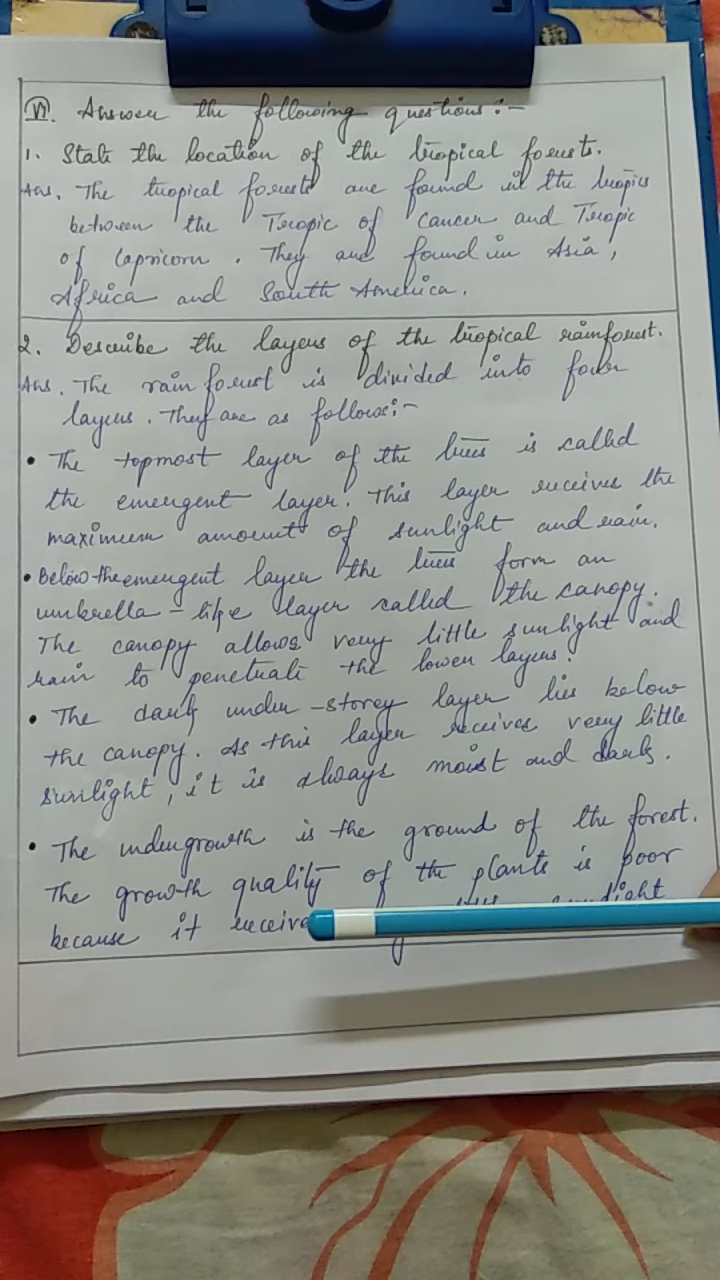 VI. Answer the following questions:-
1. State the location of the tropical forests.
Ans. The tropical forests are found in the tropics
between the Tropic of Cancer and Tropic
of Capricorn. They are found in Asia,
Africa and South America.
2. Describe the layers of the tropical rainforest.
Ans. The rain forest is divided into four
layers. They are as follows:-
• The topmost layer of the trees is called
the emergent layer. This layer receives the
maximum amount of sunlight and rain.
• Below the emergent layer the trees form an
umbrella-like layer called the canopy.
The canopy allows very little sunlight and
rain to penetrate the lower layers.
• The dark under-storey layer lies below
the canopy. As this layer receives very little
sunlight, it is always moist and dark.
• The undergrowth is the ground of the forest.
The growth quality of the plants is poor
because it receive sunlight